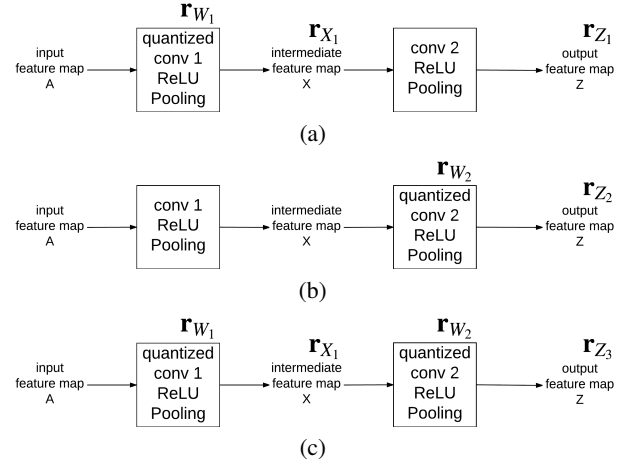 r_{W_1}
r_{X_1}
r_{Z_1}
input
feature map
A
quantized
conv 1
ReLU
Pooling
intermediate
feature map
X
conv 2
ReLU
Pooling
output
feature map
Z
(a)
r_{W_2}
r_{Z_2}
input
feature map
A
conv 1
ReLU
Pooling
intermediate
feature map
X
quantized
conv 2
ReLU
Pooling
output
feature map
Z
(b)
r_{W_1}
r_{X_1}
r_{W_2}
r_{Z_3}
input
feature map
A
quantized
conv 1
ReLU
Pooling
intermediate
feature map
X
quantized
conv 2
ReLU
Pooling
output
feature map
Z
(c)